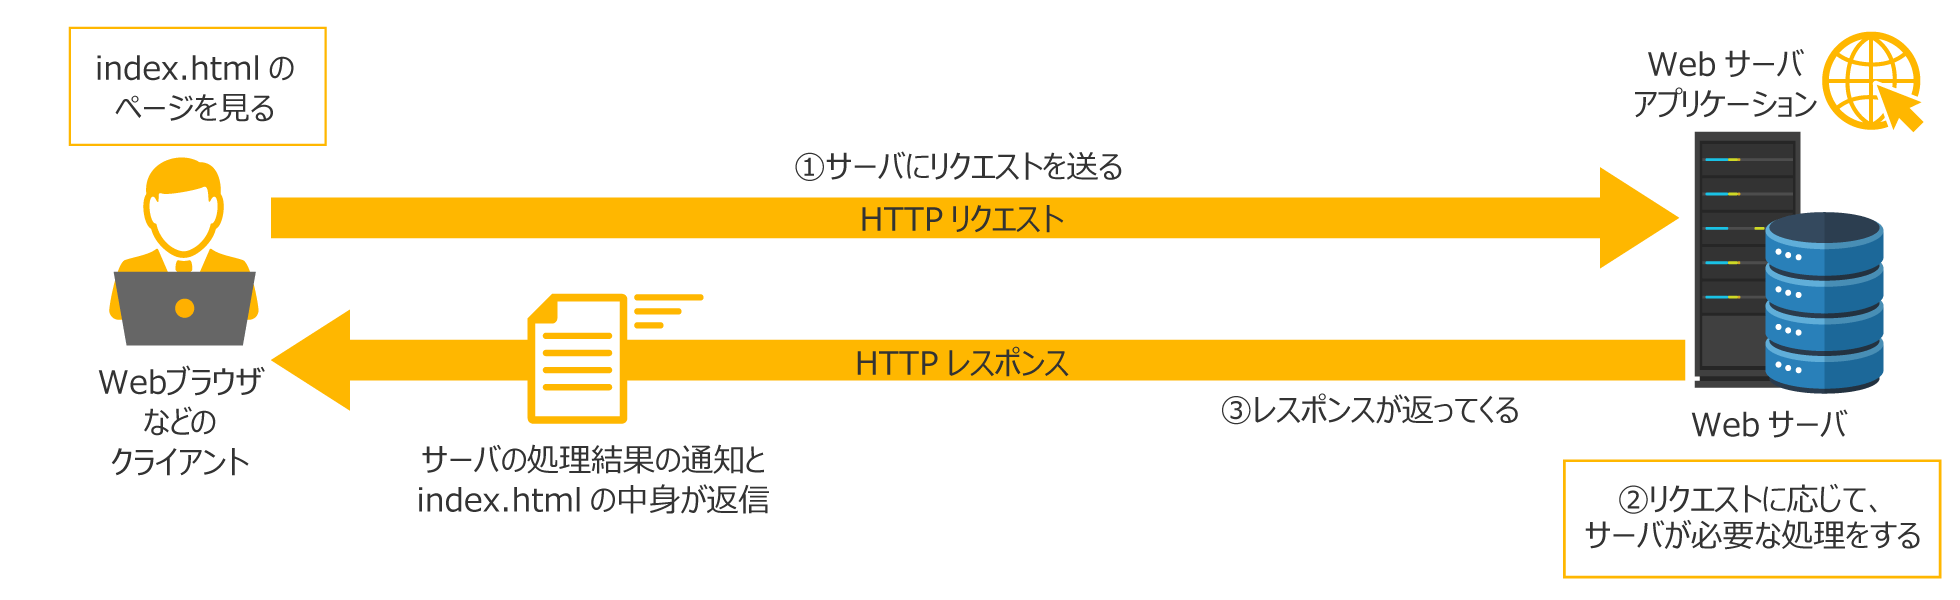 index.html の
ページを見る
Web サーバ
アプリケーション
①サーバにリクエストを送る
HTTP リクエスト
HTTP レスポンス
③レスポンスが返ってくる
Webブラウザ
などの
クライアント
サーバの処理結果の通知と
index.html の中身が返信
Web サーバ
②リクエストに応じて、
サーバが必要な処理をする